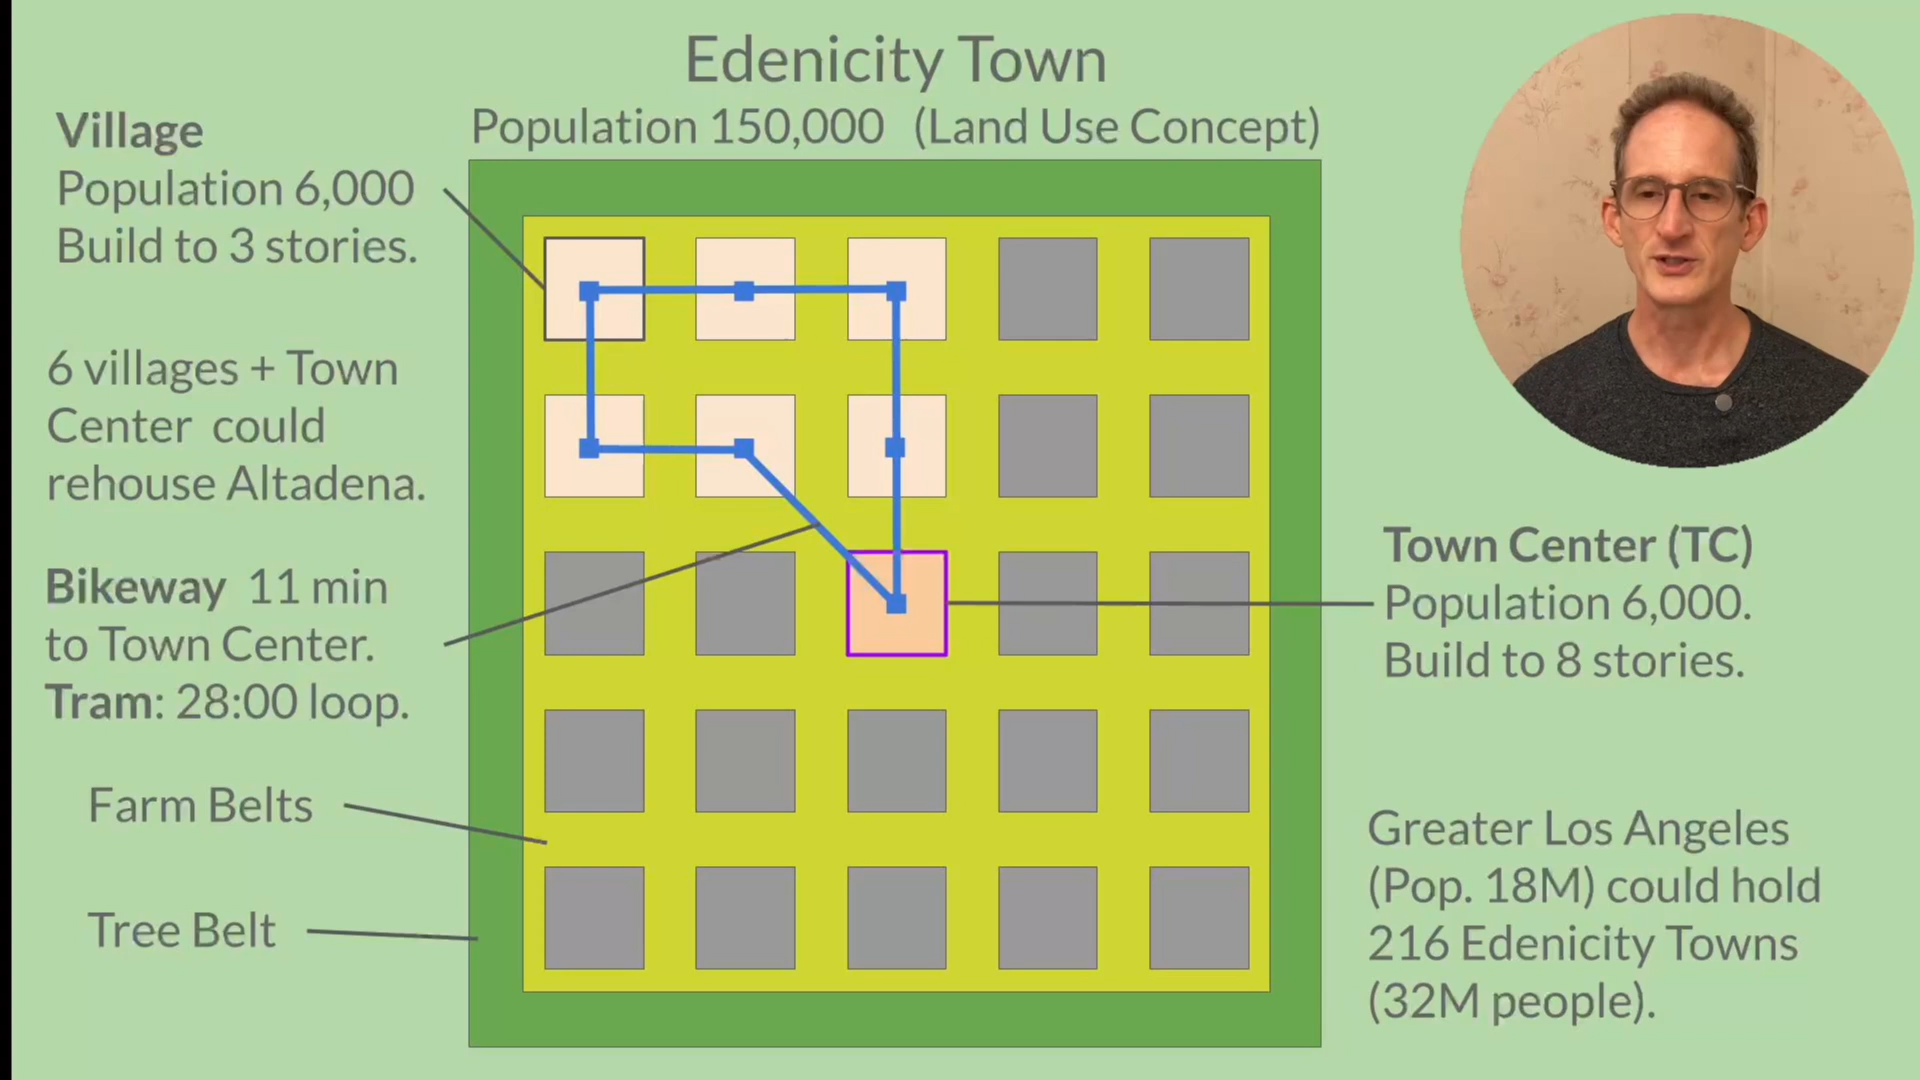 Edenicity Town
Population 150,000 (Land Use Concept)
Village
Population 6,000
Build to 3 stories.
6 villages + Town
Center could
rehouse Altadena.
Bikeway 11 min
to Town Center.
Tram: 28:00 loop.
Farm Belts
Tree Belt
Town Center (TC)
Population 6,000.
Build to 8 stories.
Greater Los Angeles
(Pop. 18M) could hold
216 Edenicity Towns
(32M people).